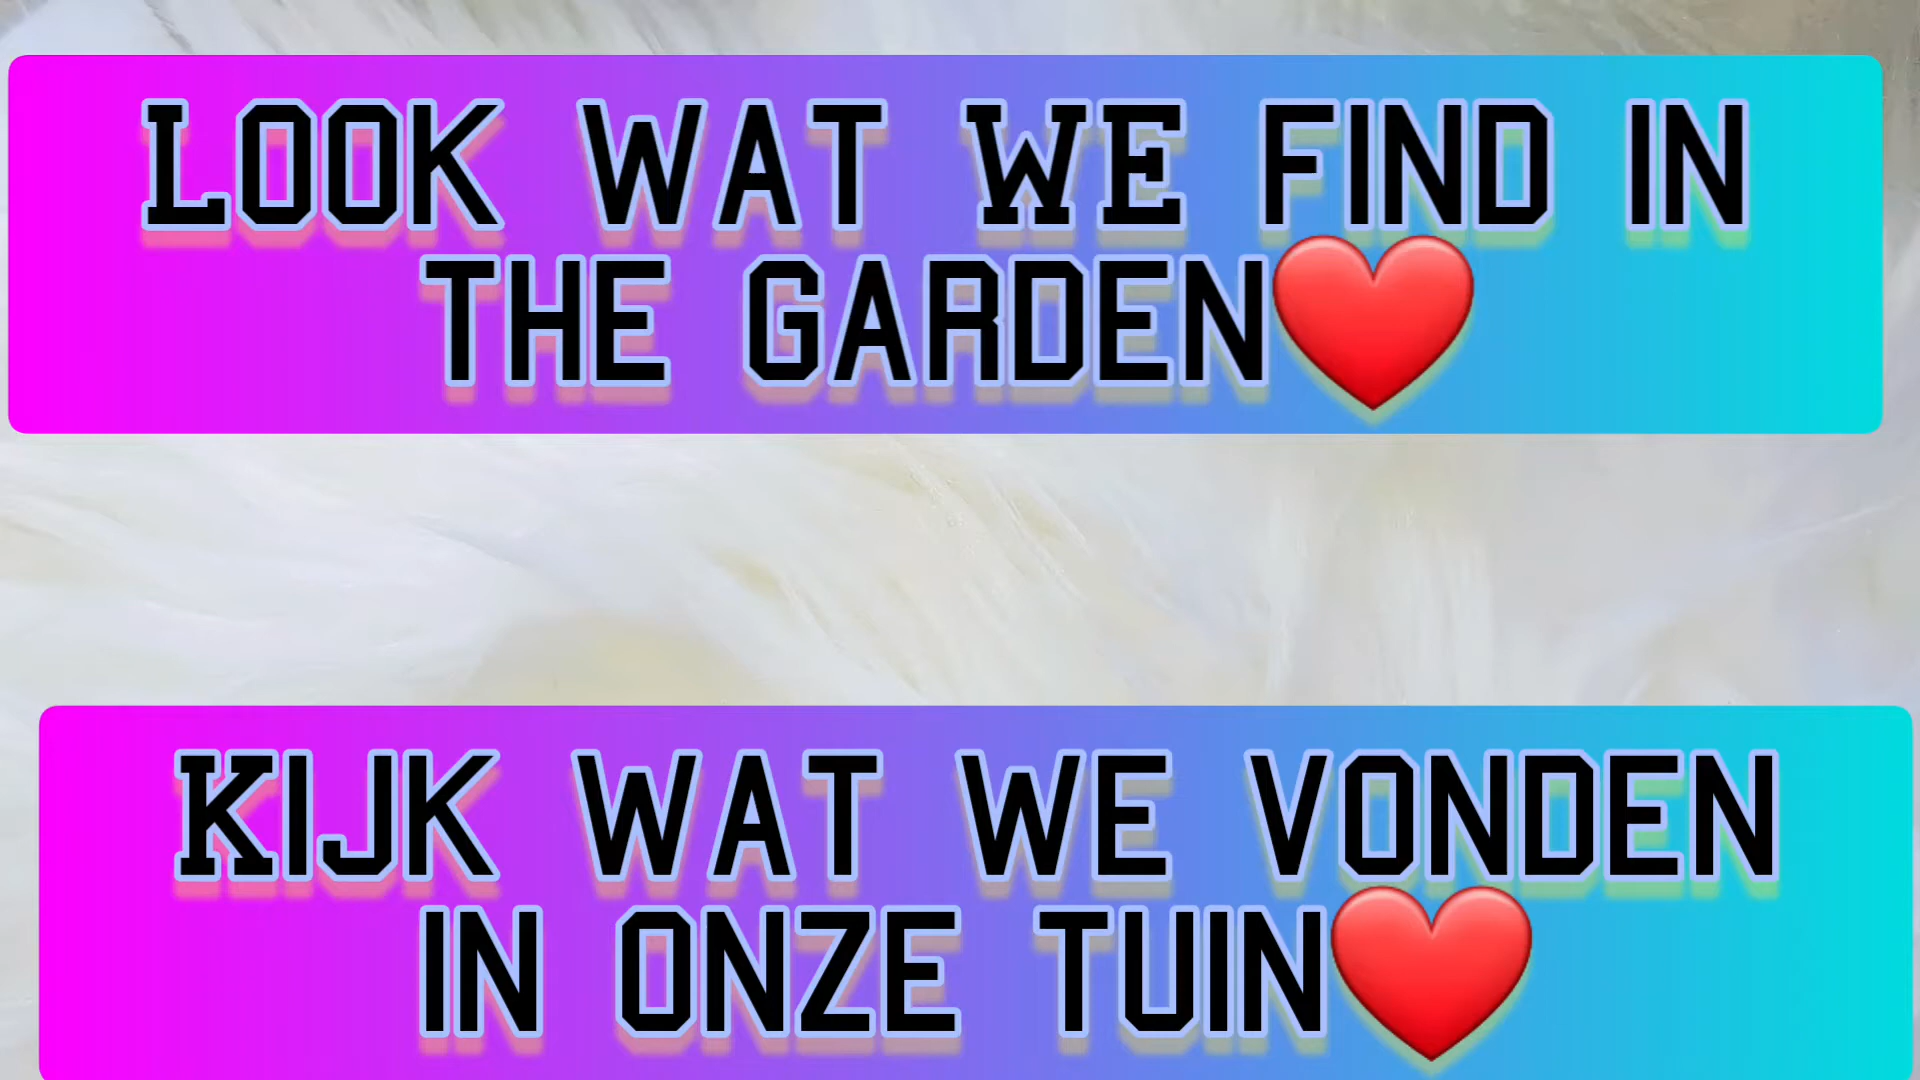 LOOK WAT WE FIND IN
THE GARDEN❤️
KIJK WAT WE VONDEN
IN ONZE TUIN❤️